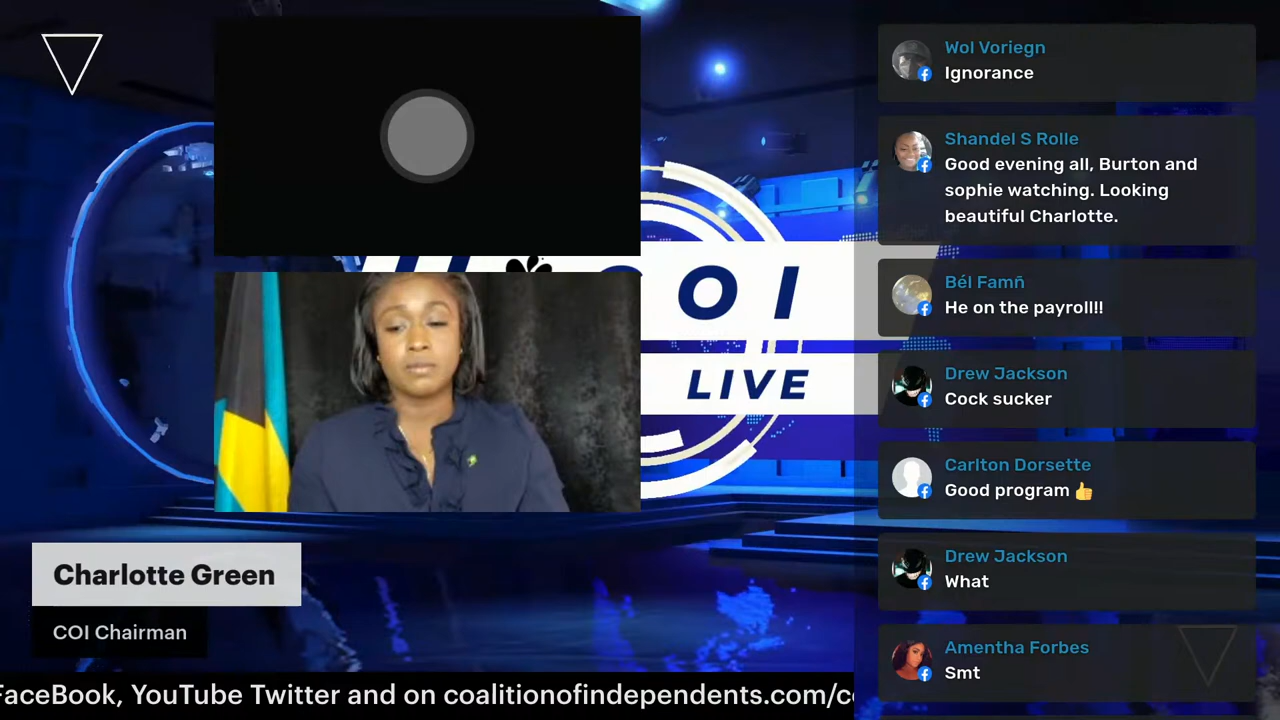 OI
LIVE
Charlotte Green
COI Chairman
FaceBook, YouTube Twitter and on coalitionofindependents.com/c
Wol Voriegn
Ignorance
Shandel S Rolle
Good evening all, Burton and
sophie watching. Looking
beautiful Charlotte.
Bél Famñ
He on the payroll!!!
Drew Jackson
Cock sucker
Carlton Dorsette
Good program 👍
Drew Jackson
What
Amentha Forbes
Smt